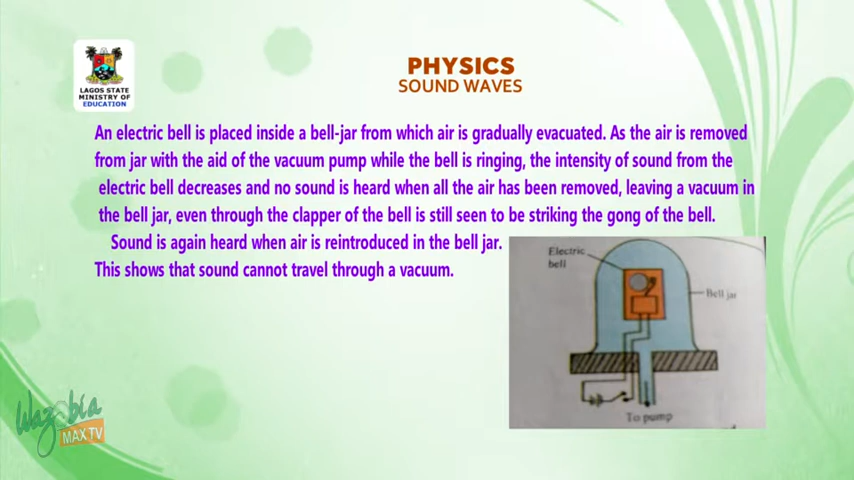 LAGOS STATE
MINISTRY OF
EDUCATION
PHYSICS
SOUND WAVES
An electric bell is placed inside a bell-jar from which air is gradually evacuated. As the air is removed
from jar with the aid of the vacuum pump while the bell is ringing, the intensity of sound from the
electric bell decreases and no sound is heard when all the air has been removed, leaving a vacuum in
the bell jar, even through the clapper of the bell is still seen to be striking the gong of the bell.
Sound is again heard when air is reintroduced in the bell jar.
This shows that sound cannot travel through a vacuum.
Electric
bell
Bell jar
To pump
Wazobia
MAX TV